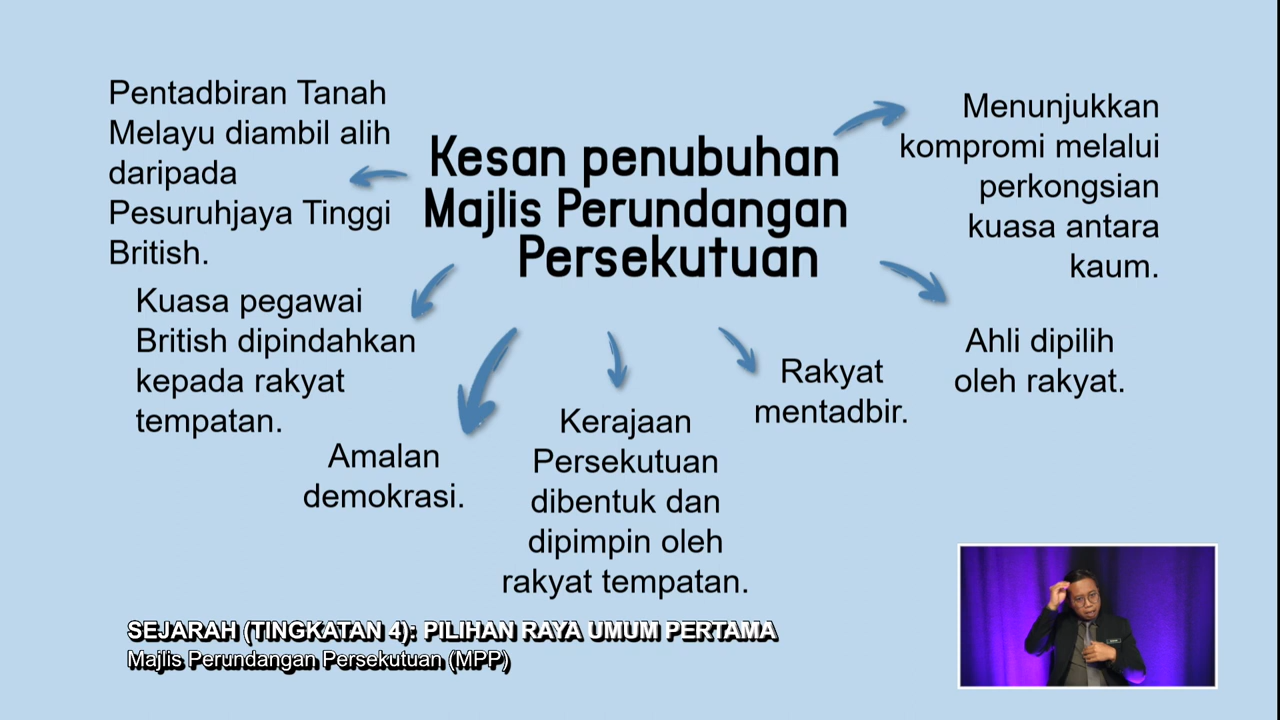 Kesan penubuhan
Majlis Perundangan
Persekutuan
Pentadbiran Tanah
Melayu diambil alih
daripada
Pesuruhjaya Tinggi
British.
Kuasa pegawai
British dipindahkan
kepada rakyat
tempatan.
Amalan
demokrasi.
Kerajaan
Persekutuan
dibentuk dan
dipimpin oleh
rakyat tempatan.
Rakyat
mentadbir.
Ahli dipilih
oleh rakyat.
Menunjukkan
kompromi melalui
perkongsian
kuasa antara
kaum.
SEJARAH (TINGKATAN 4): PILIHAN RAYA UMUM PERTAMA
Majlis Perundangan Persekutuan (MPP)